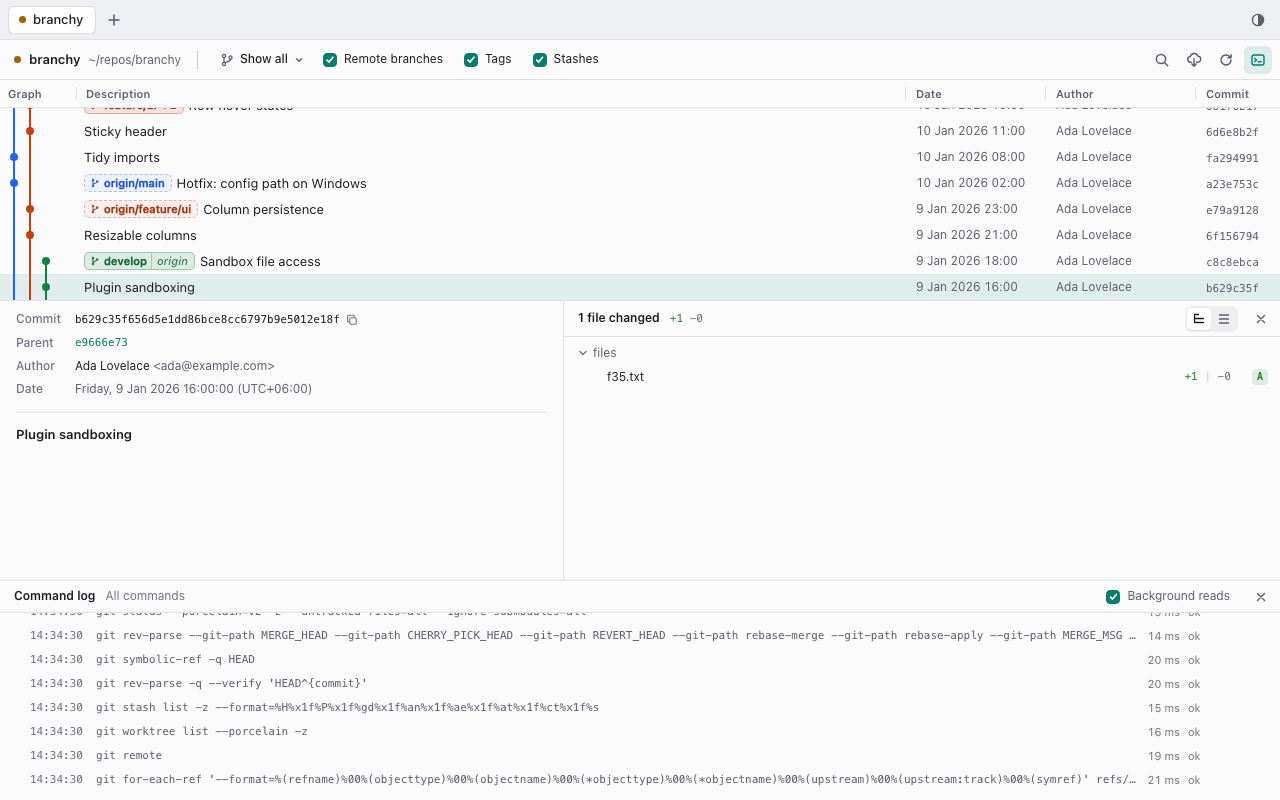 branchy
branchy ~/repos/branchy Show all Remote branches Tags Stashes
Graph Description Date Author Commit
Sticky header 10 Jan 2026 11:00 Ada Lovelace 6d6e8b2f
Tidy imports 10 Jan 2026 08:00 Ada Lovelace fa294991
origin/main Hotfix: config path on Windows 10 Jan 2026 02:00 Ada Lovelace a23e753c
origin/feature/ui Column persistence 9 Jan 2026 23:00 Ada Lovelace e79a9128
Resizable columns 9 Jan 2026 21:00 Ada Lovelace 6f156794
develop origin Sandbox file access 9 Jan 2026 18:00 Ada Lovelace c8c8ebca
Plugin sandboxing 9 Jan 2026 16:00 Ada Lovelace b629c35f
Commit b629c35f656d5e1dd86bce8cc6797b9e5012e18f
Parent e9666e73
Author Ada Lovelace <ada@example.com>
Date Friday, 9 Jan 2026 16:00:00 (UTC+06:00)
Plugin sandboxing
1 file changed +1 −0
files
f35.txt +1 | −0 A
Command log All commands Background reads
14:34:30 git rev-parse --git-path MERGE_HEAD --git-path CHERRY_PICK_HEAD --git-path REVERT_HEAD --git-path rebase-merge --git-path rebase-apply --git-path MERGE_MSG … 14 ms ok
14:34:30 git symbolic-ref -q HEAD 20 ms ok
14:34:30 git rev-parse -q --verify 'HEAD^{commit}' 20 ms ok
14:34:30 git stash list -z --format=%H%x1f%P%x1f%gd%x1f%an%x1f%ae%x1f%at%x1f%ct%x1f%s 15 ms ok
14:34:30 git worktree list --porcelain -z 16 ms ok
14:34:30 git remote 19 ms ok
14:34:30 git for-each-ref '--format=%(refname)%00%(objecttype)%00%(objectname)%00%(*objecttype)%00%(*objectname)%00%(upstream)%00%(upstream:track)%00%(symref)' refs/… 21 ms ok